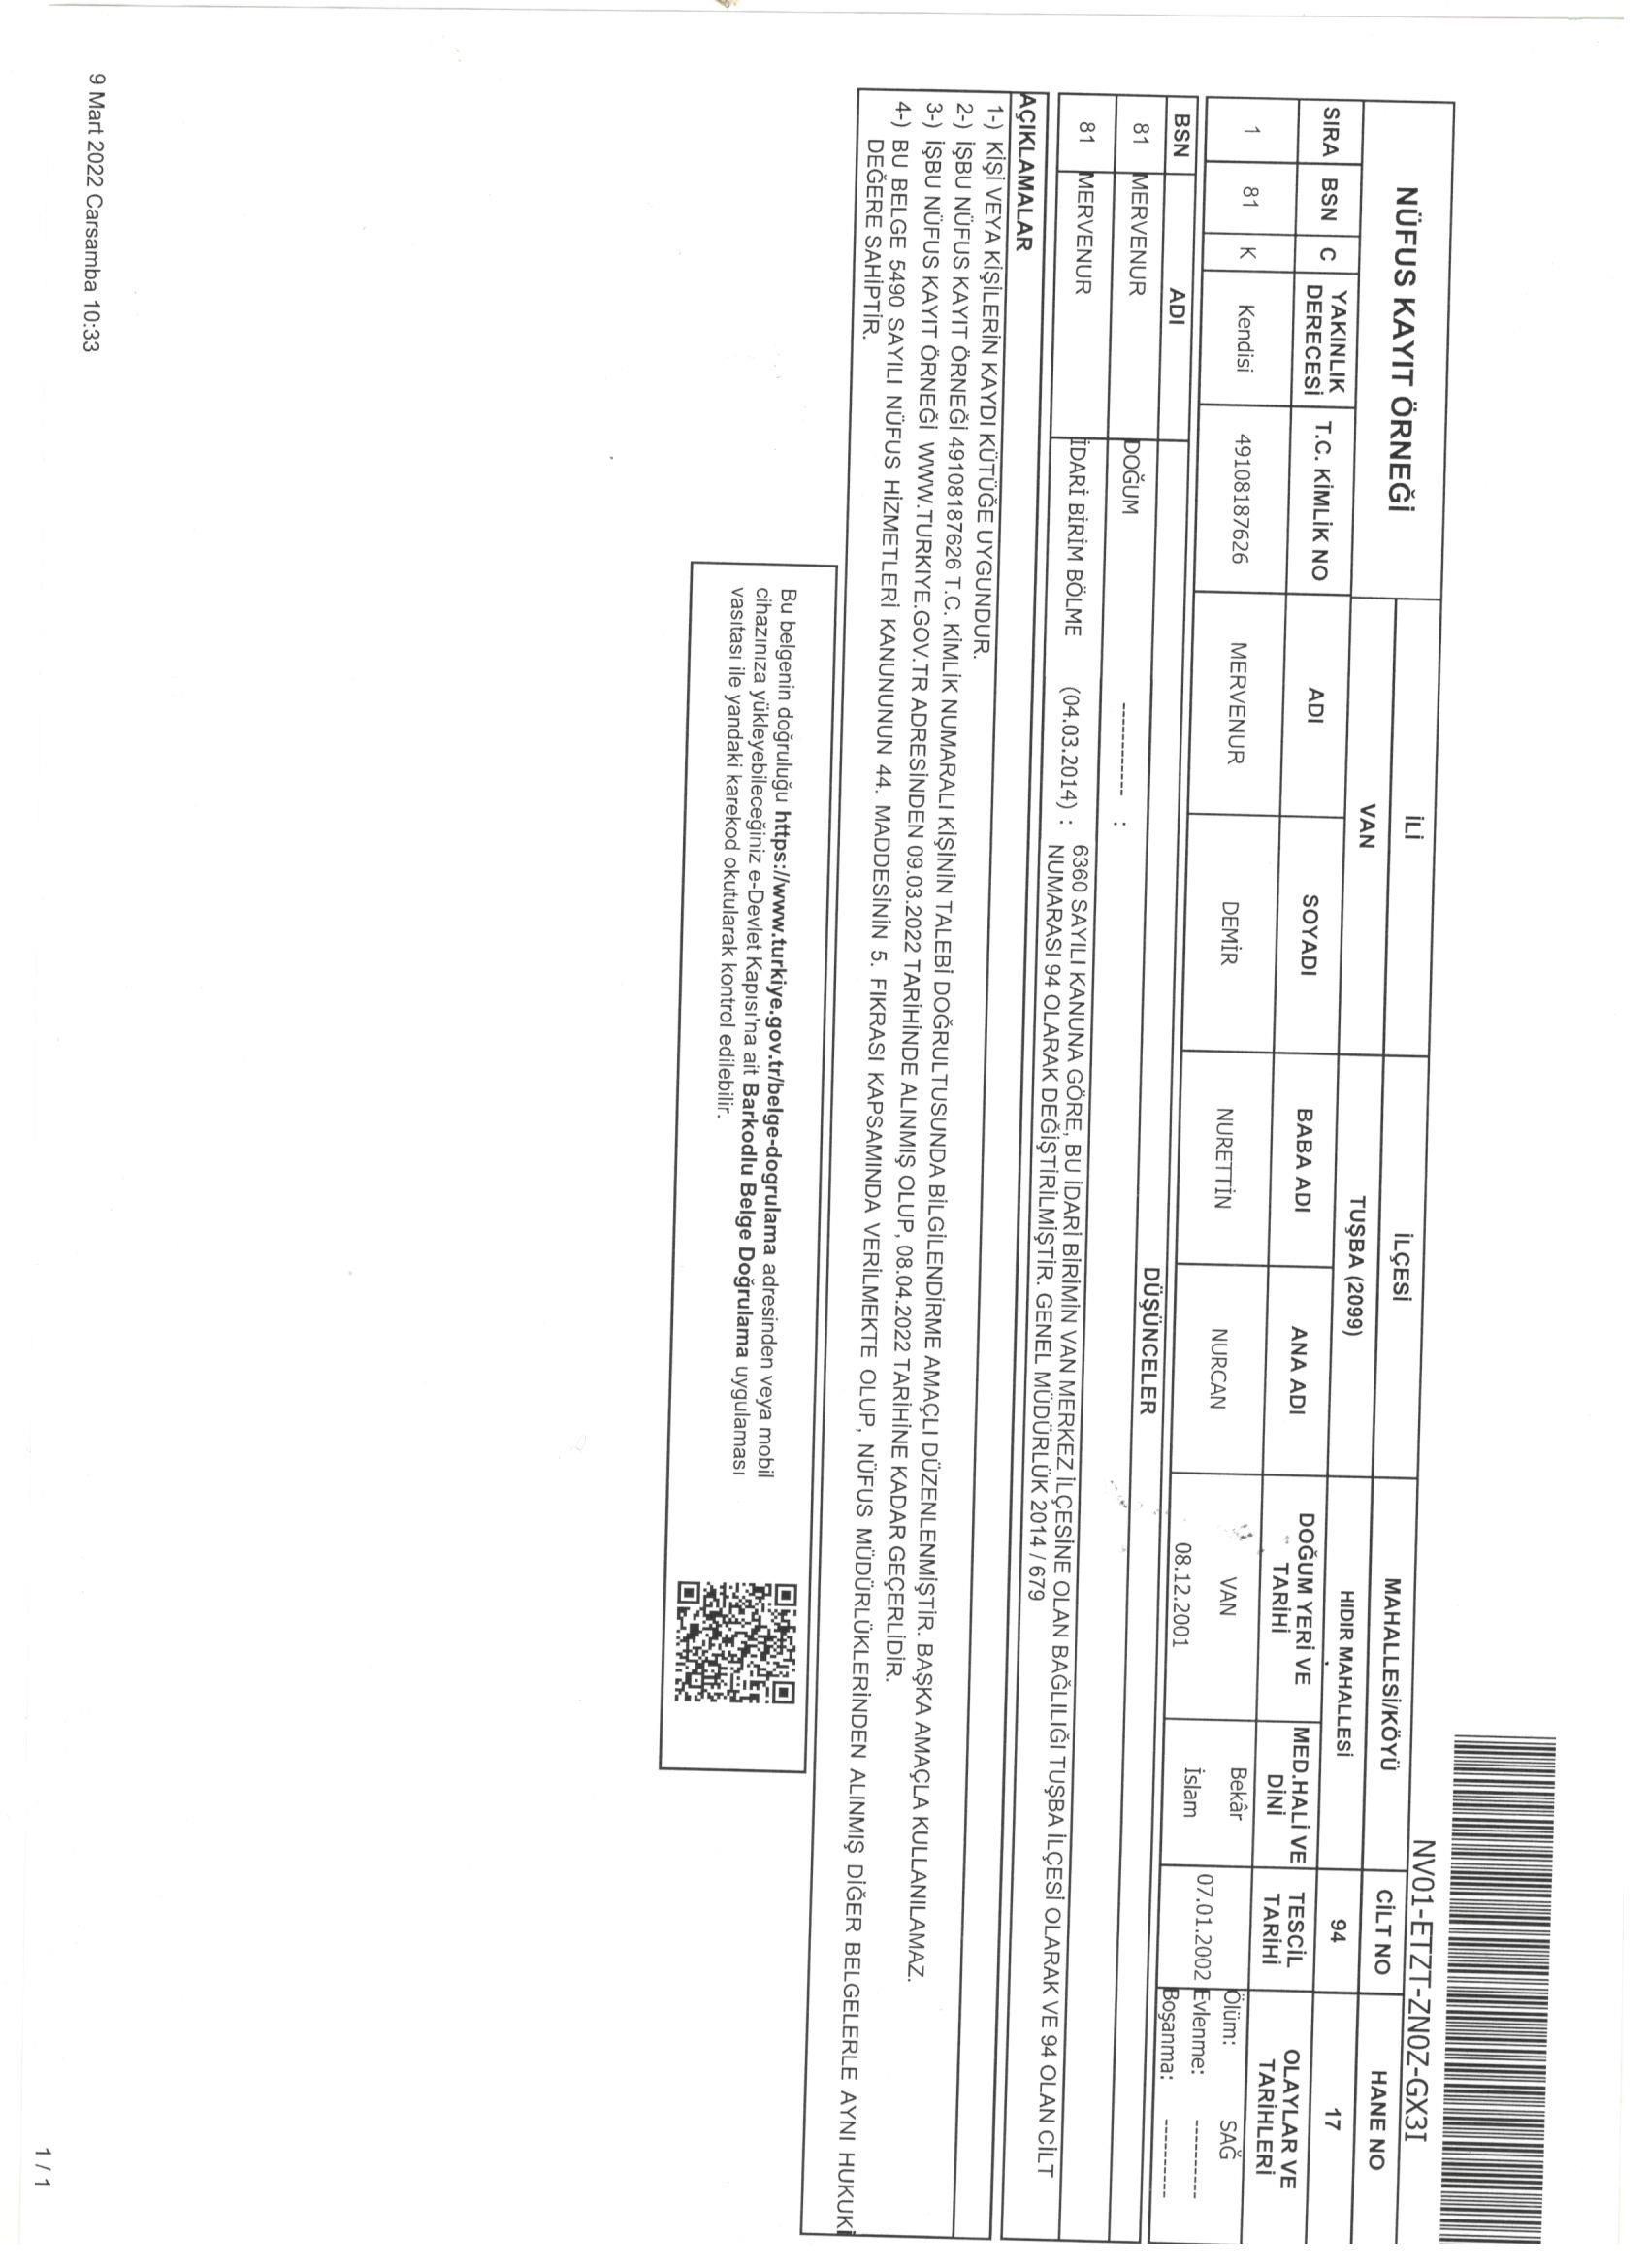 NV01-ETZT-ZN0Z-GX3I
NÜFUS KAYIT ÖRNEĞİ
İLİ İLÇESİ MAHALLESİ/KÖYÜ CİLT NO HANE NO
VAN TUŞBA (2099) HIDIR MAHALLESİ 94 17
SIRA BSN C YAKINLIK DERECESİ T.C. KİMLİK NO ADI SOYADI BABA ADI ANA ADI DOĞUM YERİ VE TARİHİ MED.HALİ VE DİNİ TESCİL TARİHİ OLAYLAR VE TARİHLERİ
1 81 K Kendisi 49108187626 MERVENUR DEMİR NURETTİN NURCAN VAN Bekâr 07.01.2002 Ölüm: SAĞ
08.12.2001 İslam Evlenme: ----------
Boşanma: ----------
BSN ADI DÜŞÜNCELER
81 MERVENUR DOĞUM ----------- :
81 MERVENUR İDARİ BİRİM BÖLME (04.03.2014) : 6360 SAYILI KANUNA GÖRE, BU İDARİ BİRİMİN VAN MERKEZ İLÇESİNE OLAN BAĞLILIĞI TUŞBA İLÇESİ OLARAK VE 94 OLAN CİLT
NUMARASI 94 OLARAK DEĞİŞTİRİLMİŞTİR. GENEL MÜDÜRLÜK 2014 / 679
AÇIKLAMALAR
1-) KİŞİ VEYA KİŞİLERİN KAYDI KÜTÜĞE UYGUNDUR.
2-) İŞBU NÜFUS KAYIT ÖRNEĞİ 49108187626 T.C. KİMLİK NUMARALI KİŞİNİN TALEBİ DOĞRULTUSUNDA BİLGİLENDİRME AMAÇLI DÜZENLENMİŞTİR. BAŞKA AMAÇLA KULLANILAMAZ.
3-) İŞBU NÜFUS KAYIT ÖRNEĞİ WWW.TURKIYE.GOV.TR ADRESİNDEN 09.03.2022 TARİHİNDE ALINMIŞ OLUP, 08.04.2022 TARİHİNE KADAR GEÇERLİDİR.
4-) BU BELGE 5490 SAYILI NÜFUS HİZMETLERİ KANUNUNUN 44. MADDESİNİN 5. FIKRASI KAPSAMINDA VERİLMEKTE OLUP, NÜFUS MÜDÜRLÜKLERİNDEN ALINMIŞ DİĞER BELGELERLE AYNI HUKUKİ
DEĞERE SAHİPTİR.
Bu belgenin doğruluğu https://www.turkiye.gov.tr/belge-dogrulama adresinden veya mobil
cihazınıza yükleyebileceğiniz e-Devlet Kapısı'na ait Barkodlu Belge Doğrulama uygulaması
vasıtası ile yandaki karekod okutularak kontrol edilebilir.
9 Mart 2022 Carsamba 10:33
1 / 1